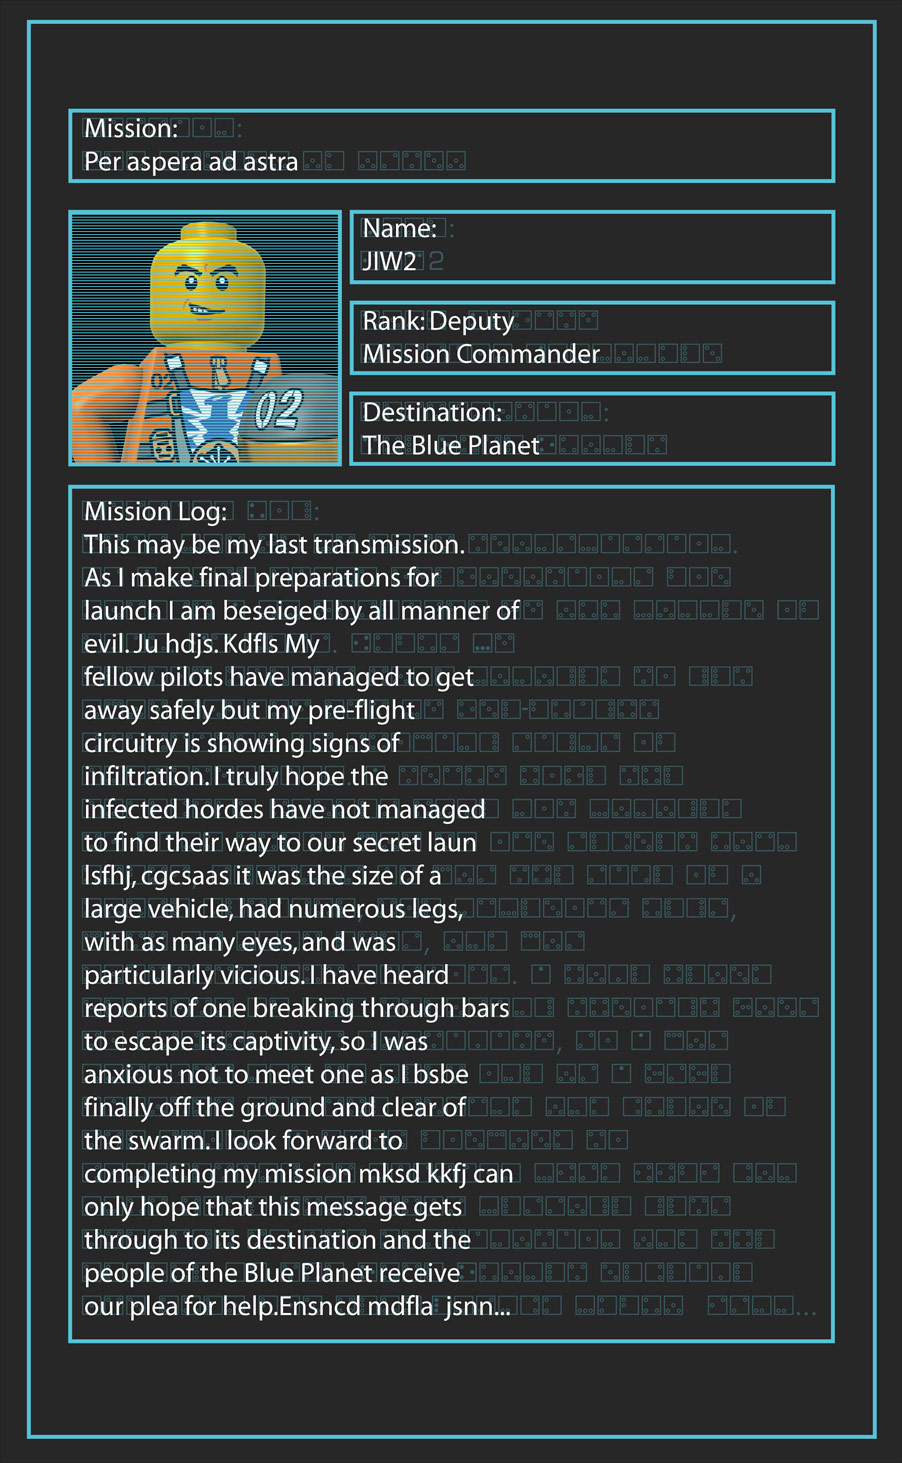 Mission:
Per aspera ad astra
Name:
JIW2
Rank: Deputy
Mission Commander
Destination:
The Blue Planet
02
Mission Log:
This may be my last transmission.
As I make final preparations for
launch I am beseiged by all manner of
evil. Ju hdjs. Kdfls My
fellow pilots have managed to get
away safely but my pre-flight
circuitry is showing signs of
infiltration. I truly hope the
infected hordes have not managed
to find their way to our secret laun
lsfhj, cgcsaas it was the size of a
large vehicle, had numerous legs,
with as many eyes, and was
particularly vicious. I have heard
reports of one breaking through bars
to escape its captivity, so I was
anxious not to meet one as I bsbe
finally off the ground and clear of
the swarm. I look forward to
completing my mission mksd kkfj can
only hope that this message gets
through to its destination and the
people of the Blue Planet receive
our plea for help.Ensncd mdfla  jsnn...